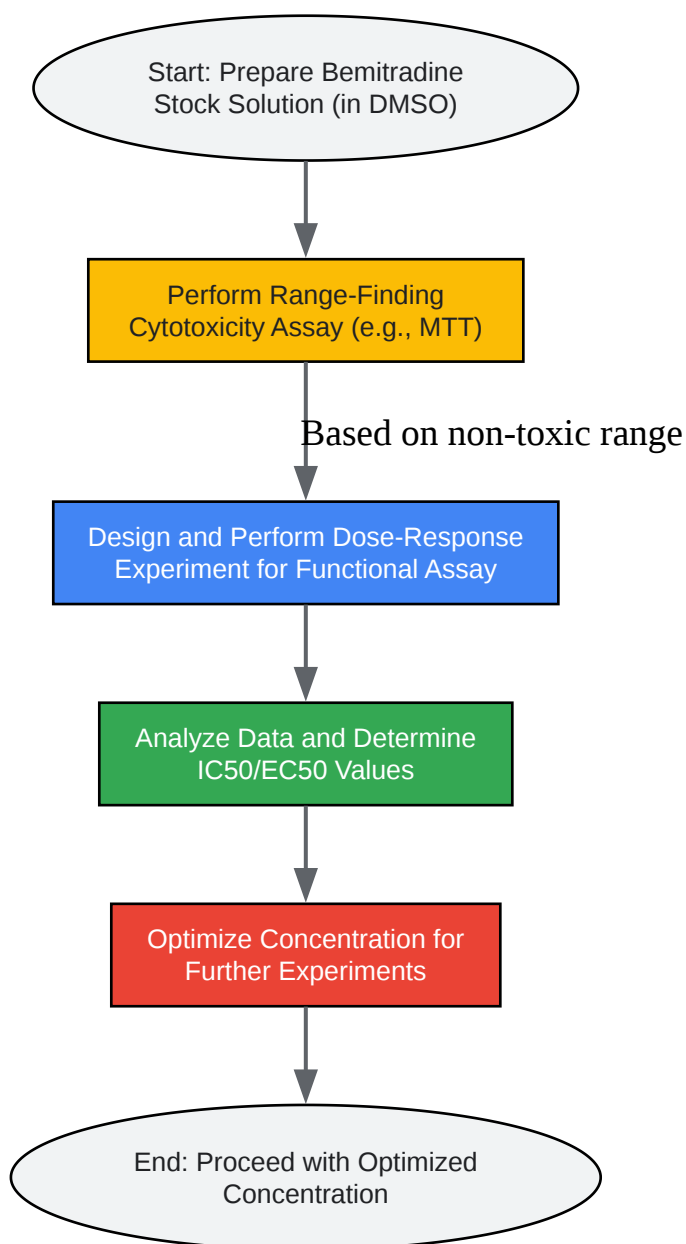 Start: Prepare Bemitradine
Stock Solution (in DMSO)
Perform Range-Finding
Cytotoxicity Assay (e.g., MTT)
Based on non-toxic range
Design and Perform Dose-Response
Experiment for Functional Assay
Analyze Data and Determine
IC50/EC50 Values
Optimize Concentration for
Further Experiments
End: Proceed with Optimized
Concentration